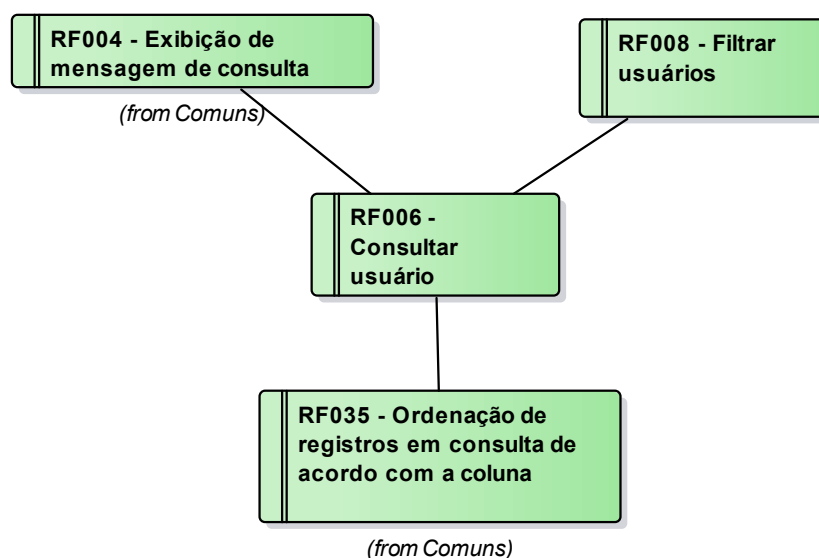 RF004 - Exibição de
mensagem de consulta
(from Comuns)
RF008 - Filtrar
usuários
RF006 -
Consultar
usuário
RF035 - Ordenação de
registros em consulta de
acordo com a coluna
(from Comuns)